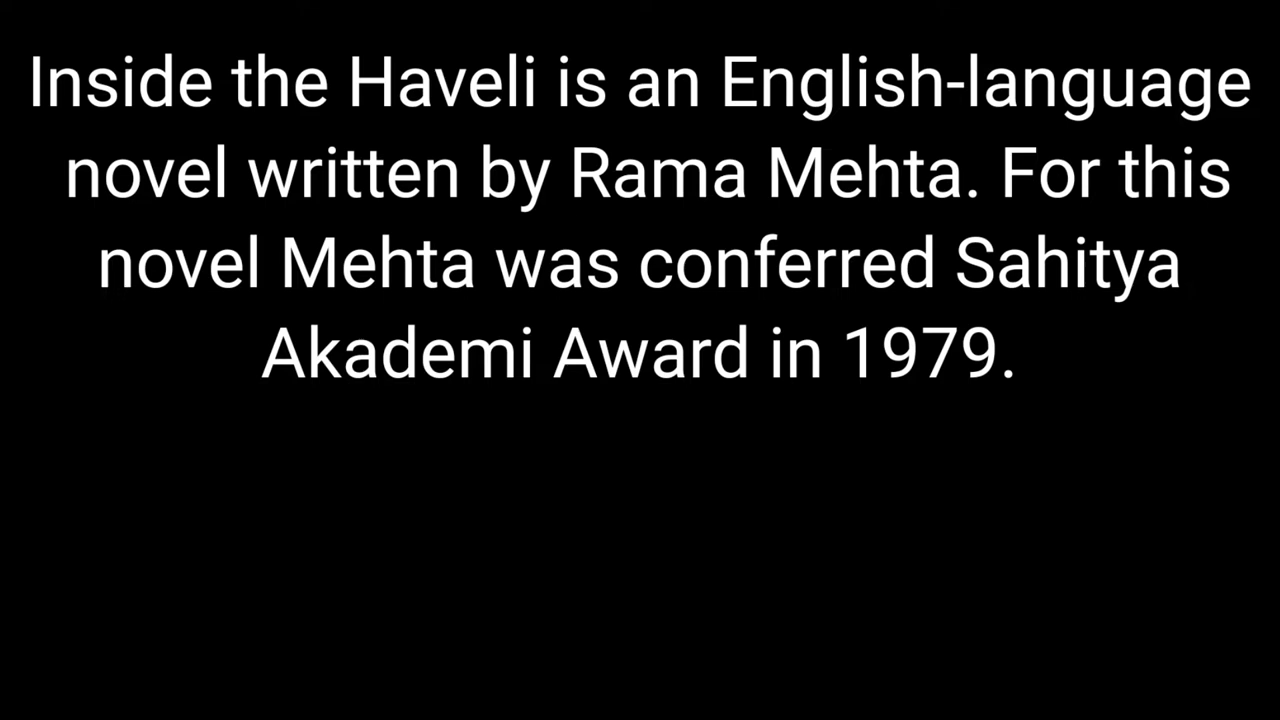 Inside the Haveli is an English-language
novel written by Rama Mehta. For this
novel Mehta was conferred Sahitya
Akademi Award in 1979.